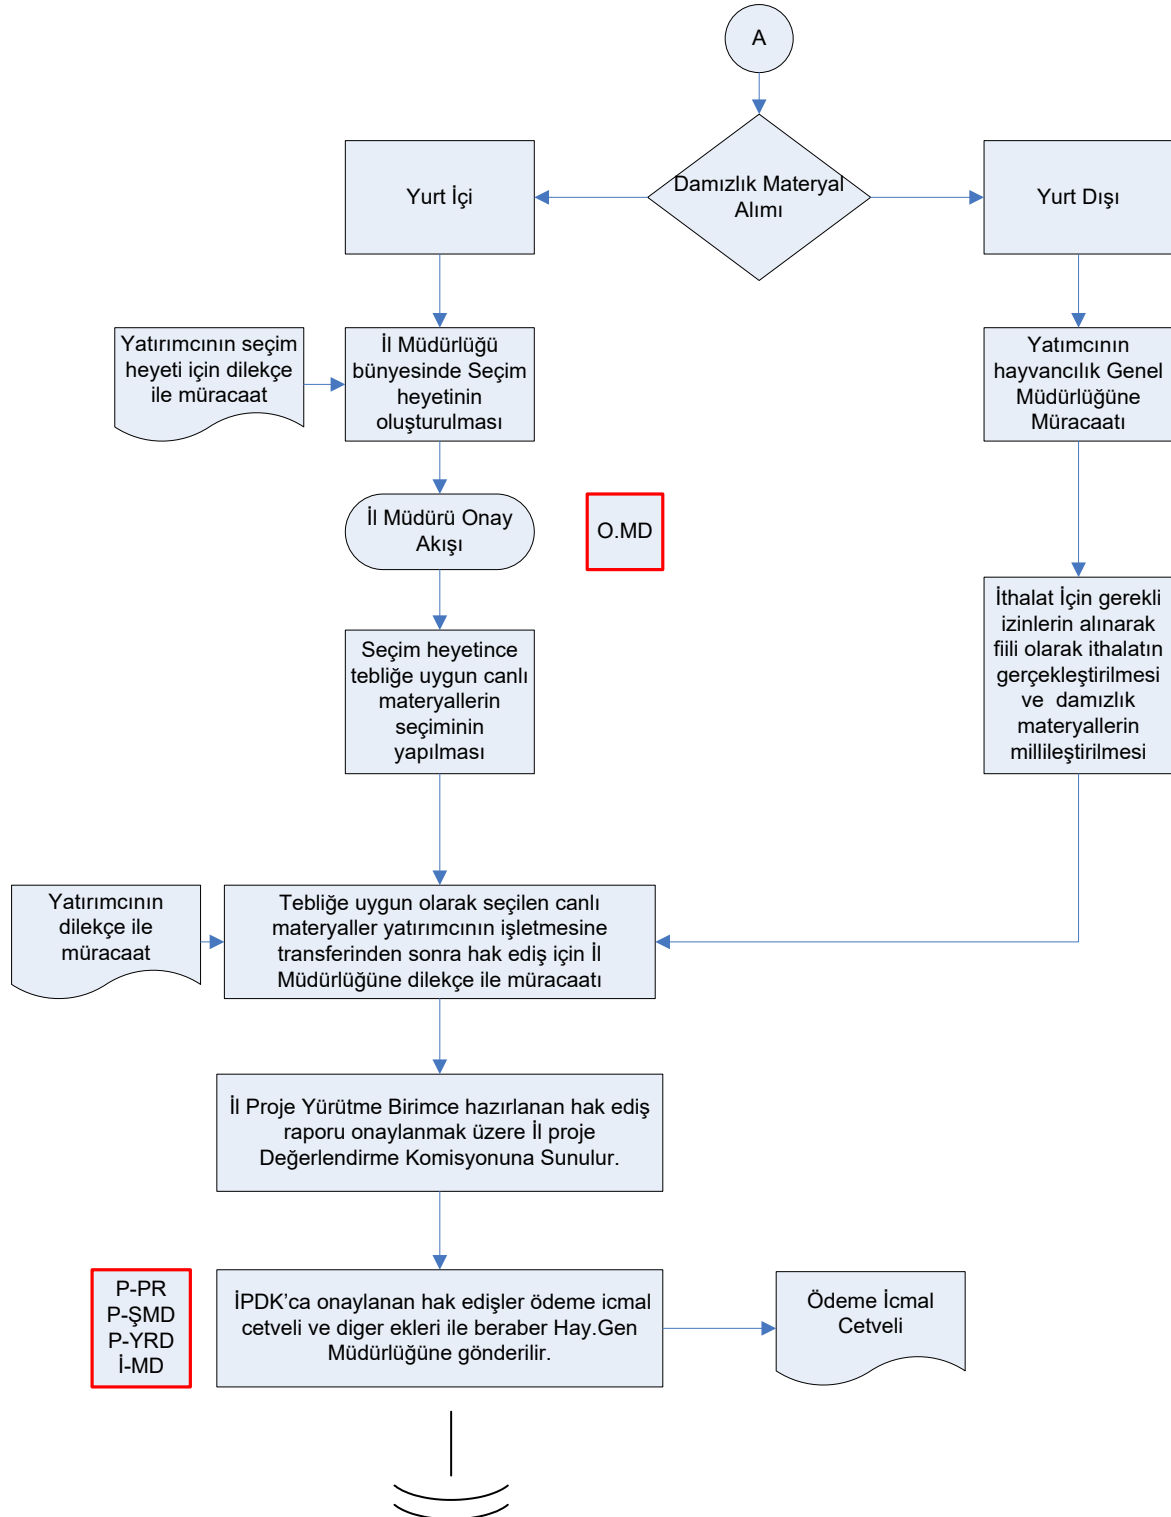 A
Damızlık Materyal
Alımı
Yurt İçi
Yurt Dışı
Yatırımcının seçim
heyeti için dilekçe
ile müracaat
İl Müdürlüğü
bünyesinde Seçim
heyetinin
oluşturulması
Yatımcının
hayvancılık Genel
Müdürlüğüne
Müracaatı
İl Müdürü Onay
Akışı
O.MD
Seçim heyetince
tebliğe uygun canlı
materyallerin
seçiminin
yapılması
İthalat İçin gerekli
izinlerin alınarak
fiili olarak ithalatın
gerçekleştirilmesi
ve damızlık
materyallerin
millileştirilmesi
Yatırımcının
dilekçe ile
müracaat
Tebliğe uygun olarak seçilen canlı
materyaller yatırımcının işletmesine
transferinden sonra hak ediş için İl
Müdürlüğüne dilekçe ile müracaatı
İl Proje Yürütme Birimce hazırlanan hak ediş
raporu onaylanmak üzere İl proje
Değerlendirme Komisyonuna Sunulur.
P-PR
P-ŞMD
P-YRD
İ-MD
İPDK’ca onaylanan hak edişler ödeme icmal
cetveli ve diger ekleri ile beraber Hay.Gen
Müdürlüğüne gönderilir.
Ödeme İcmal
Cetveli